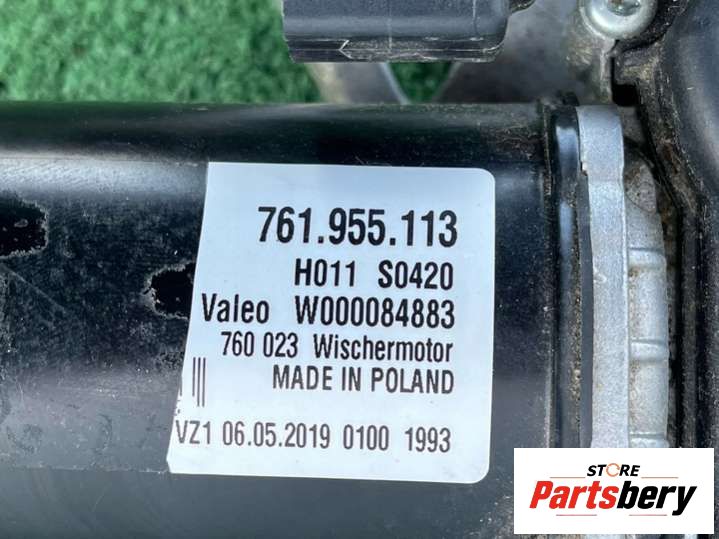 761.955.113
H011 S0420
Valeo W000084883
760 023 Wischermotor
MADE IN POLAND
VZ1 06.05.2019 0100 1993
STORE
Partsbery